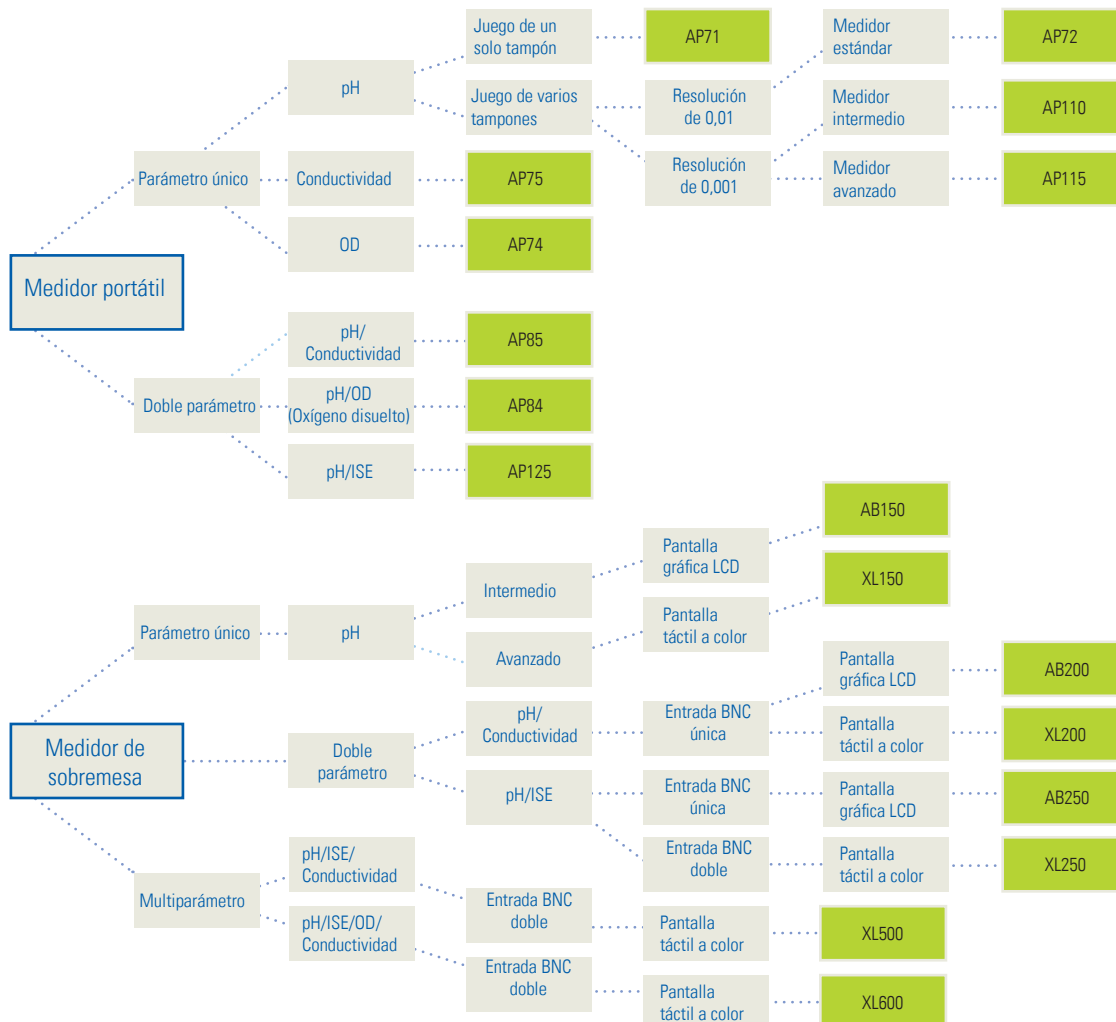 Juego de un
solo tampón
AP71
Medidor
estándar
AP72
pH
Juego de varios
tampones
Resolución
de 0,01
Medidor
intermedio
AP110
Parámetro único
Conductividad
AP75
Resolución
de 0,001
Medidor
avanzado
AP115
OD
AP74
Medidor portátil
pH/
Conductividad
AP85
Doble parámetro
pH/OD
(Oxígeno disuelto)
AP84
pH/ISE
AP125
AB150
Pantalla
gráfica LCD
Intermedio
XL150
Parámetro único
pH
Pantalla
táctil a color
Avanzado
Pantalla
gráfica LCD
AB200
pH/
Conductividad
Entrada BNC
única
Medidor de
sobremesa
Doble
parámetro
Pantalla
táctil a color
XL200
pH/ISE
Entrada BNC
única
Pantalla
gráfica LCD
AB250
Entrada BNC
doble
Pantalla
táctil a color
XL250
Multiparámetro
pH/ISE/
Conductividad
Entrada BNC
doble
Pantalla
táctil a color
XL500
pH/ISE/OD/
Conductividad
Entrada BNC
doble
Pantalla
táctil a color
XL600